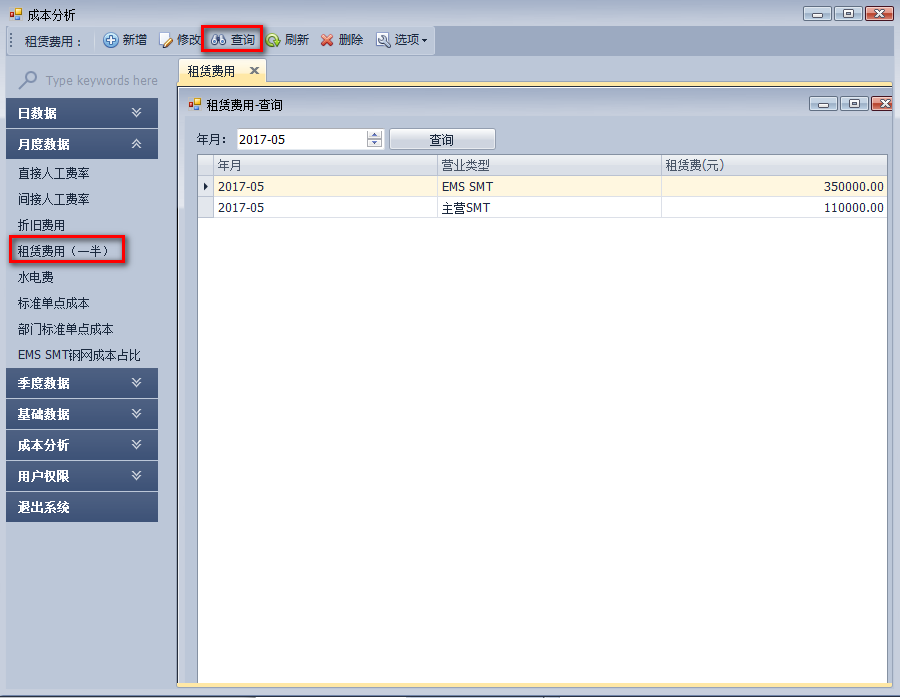 成本分析
租赁费用： 新增 修改 查询 刷新 删除 选项
Type keywords here
日数据
月度数据
直接人工费率
间接人工费率
折旧费用
租赁费用（一半）
水电费
标准单点成本
部门标准单点成本
EMS SMT钢网成本占比
季度数据
基础数据
成本分析
用户权限
退出系统
租赁费用
租赁费用-查询
年月： 2017-05 查询
年月 营业类型 租赁费(元)
2017-05 EMS SMT 350000.00
2017-05 主营SMT 110000.00